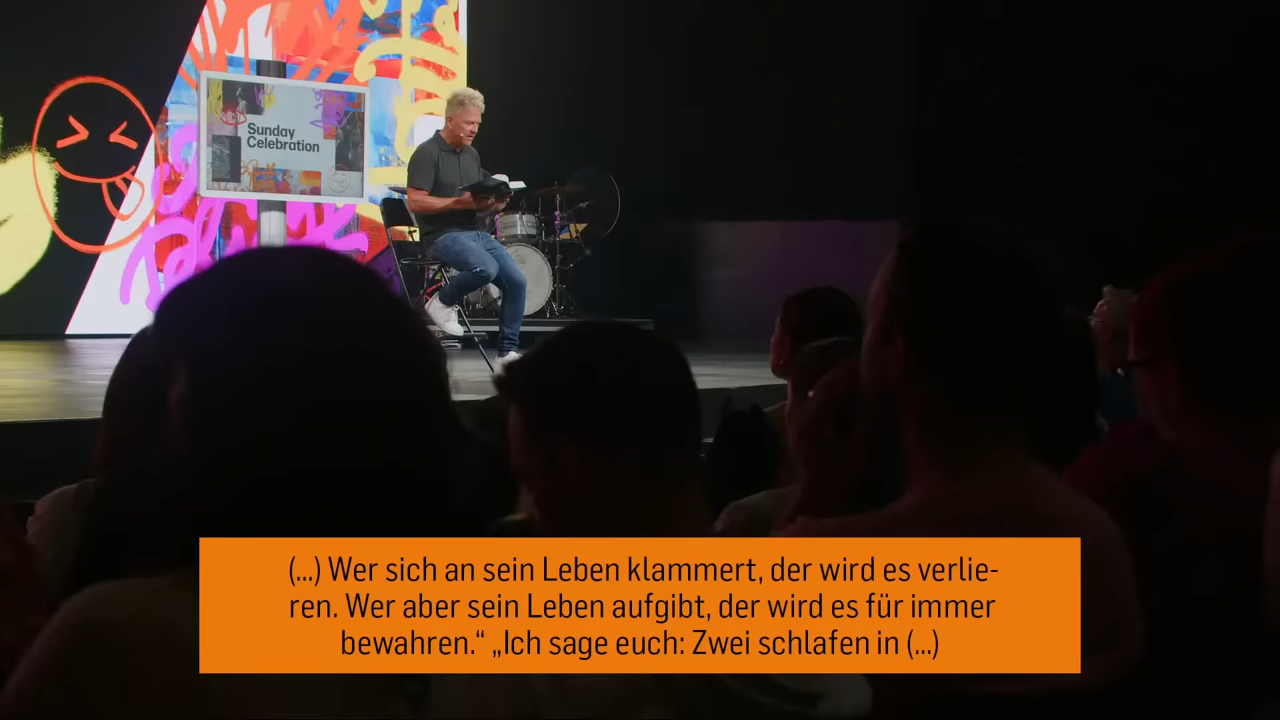 Sunday
Celebration
(...) Wer sich an sein Leben klammert, der wird es verlie-
ren. Wer aber sein Leben aufgibt, der wird es für immer
bewahren.“ „Ich sage euch: Zwei schlafen in (...)